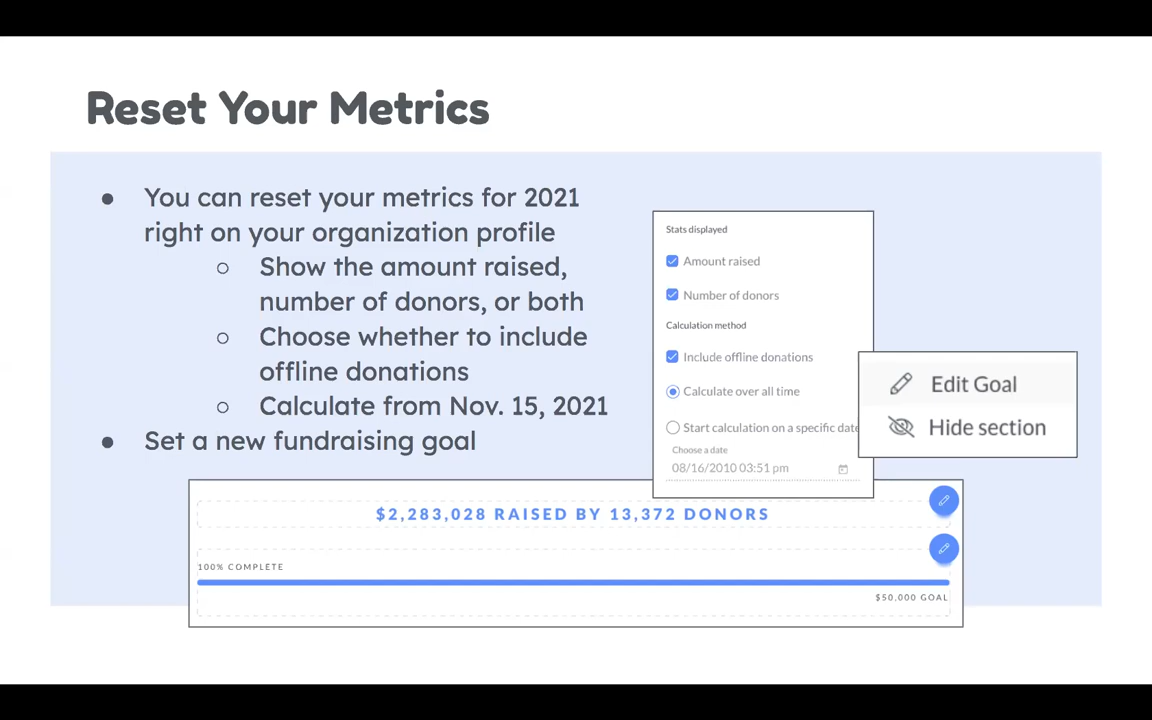 Reset Your Metrics
● You can reset your metrics for 2021
right on your organization profile
○ Show the amount raised,
number of donors, or both
○ Choose whether to include
offline donations
○ Calculate from Nov. 15, 2021
● Set a new fundraising goal
Stats displayed
Amount raised
Number of donors
Calculation method
Include offline donations
Calculate over all time
Start calculation on a specific date
Choose a date
08/16/2010 03:51 pm
Edit Goal
Hide section
$2,283,028 RAISED BY 13,372 DONORS
100% COMPLETE
$50,000 GOAL